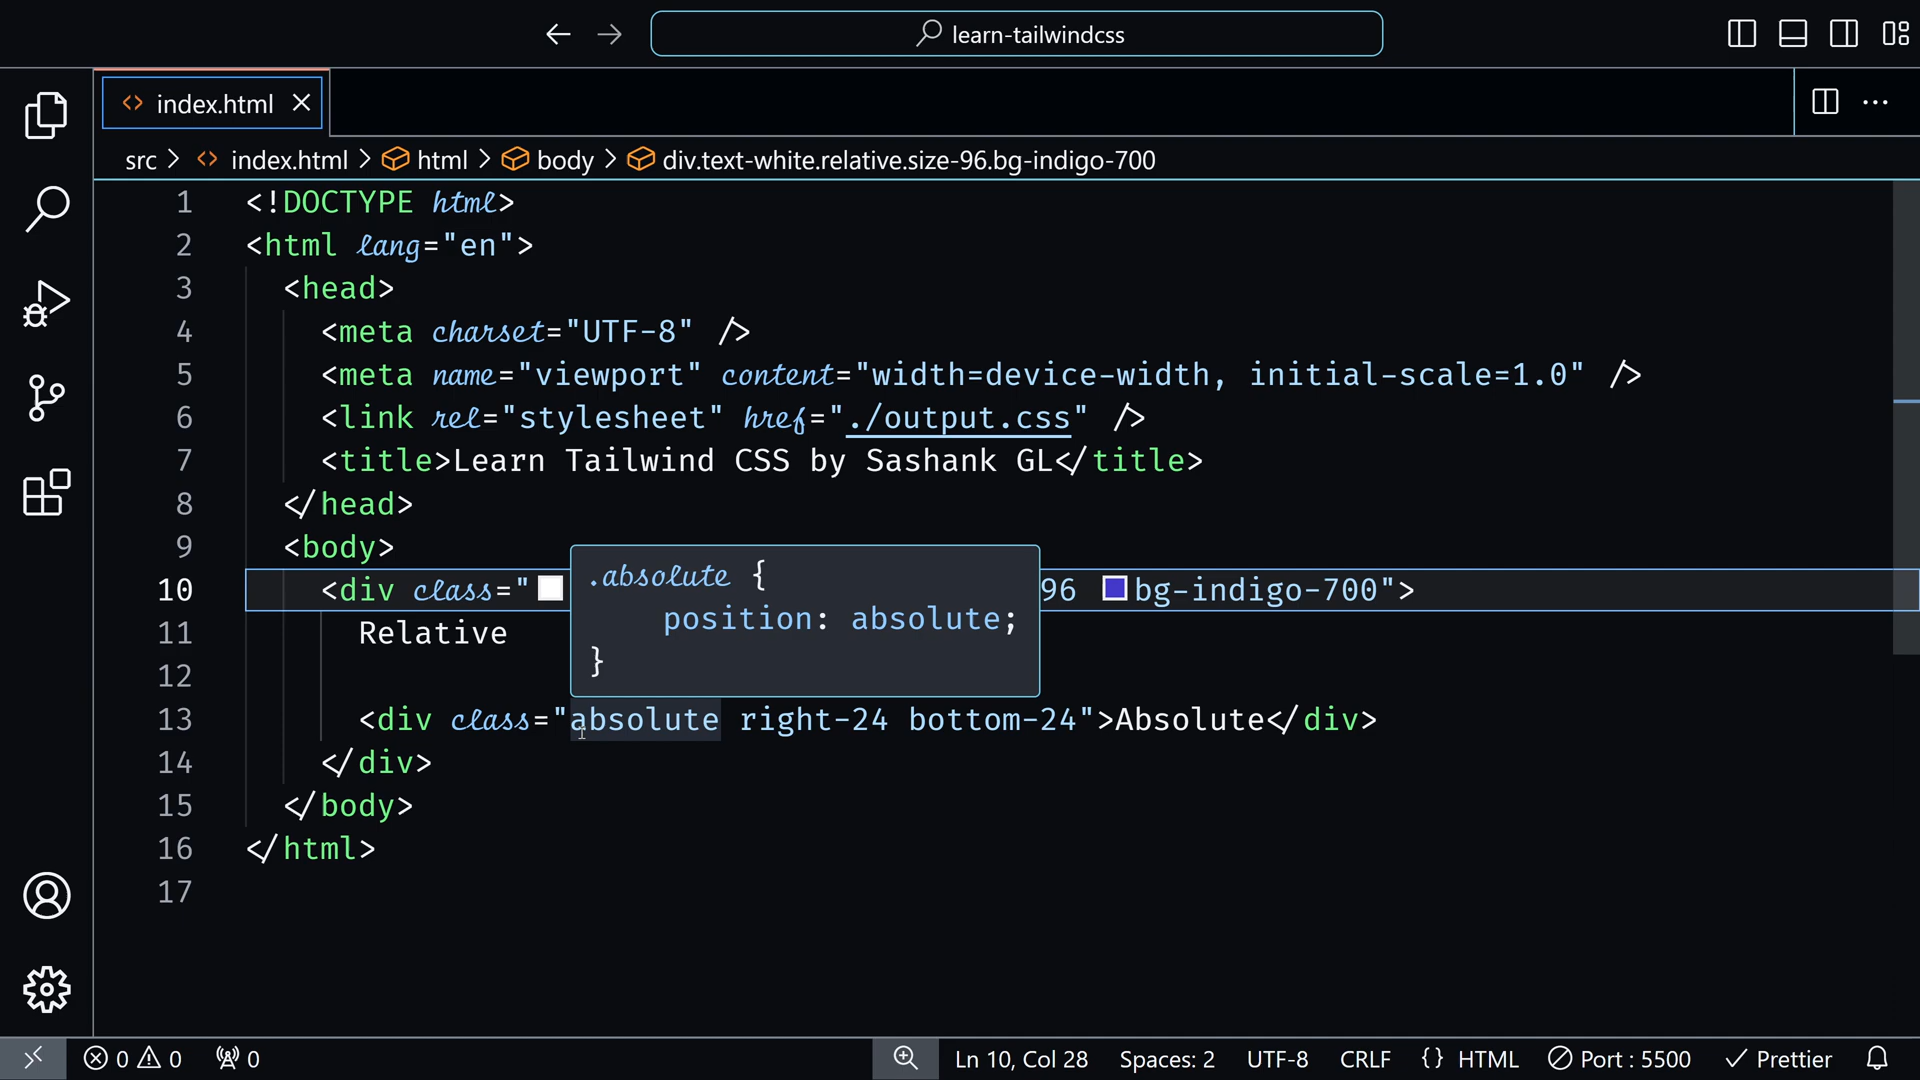 learn-tailwindcss
index.html
src > index.html > html > body > div.text-white.relative.size-96.bg-indigo-700
1 <!DOCTYPE html>
2 <html lang="en">
3 <head>
4 <meta charset="UTF-8" />
5 <meta name="viewport" content="width=device-width, initial-scale=1.0" />
6 <link rel="stylesheet" href="./output.css" />
7 <title>Learn Tailwind CSS by Sashank GL</title>
8 </head>
9 <body>
.absolute {
10 <div class=" 96 bg-indigo-700">
position: absolute;
11 Relative
}
12
13 <div class="absolute right-24 bottom-24">Absolute</div>
14 </div>
15 </body>
16 </html>
17
0 0 0 Ln 10, Col 28 Spaces: 2 UTF-8 CRLF {} HTML Port : 5500 Prettier